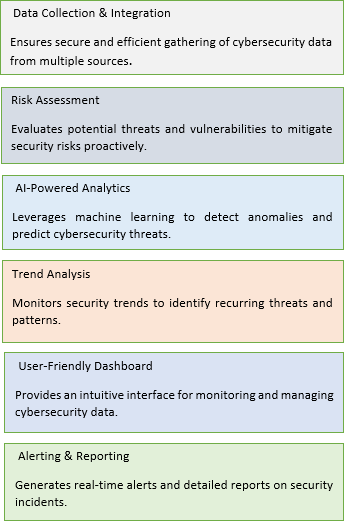 Data Collection & Integration
Ensures secure and efficient gathering of cybersecurity data
from multiple sources.
Risk Assessment
Evaluates potential threats and vulnerabilities to mitigate
security risks proactively.
AI-Powered Analytics
Leverages machine learning to detect anomalies and
predict cybersecurity threats.
Trend Analysis
Monitors security trends to identify recurring threats and
patterns.
User-Friendly Dashboard
Provides an intuitive interface for monitoring and managing
cybersecurity data.
Alerting & Reporting
Generates real-time alerts and detailed reports on security
incidents.